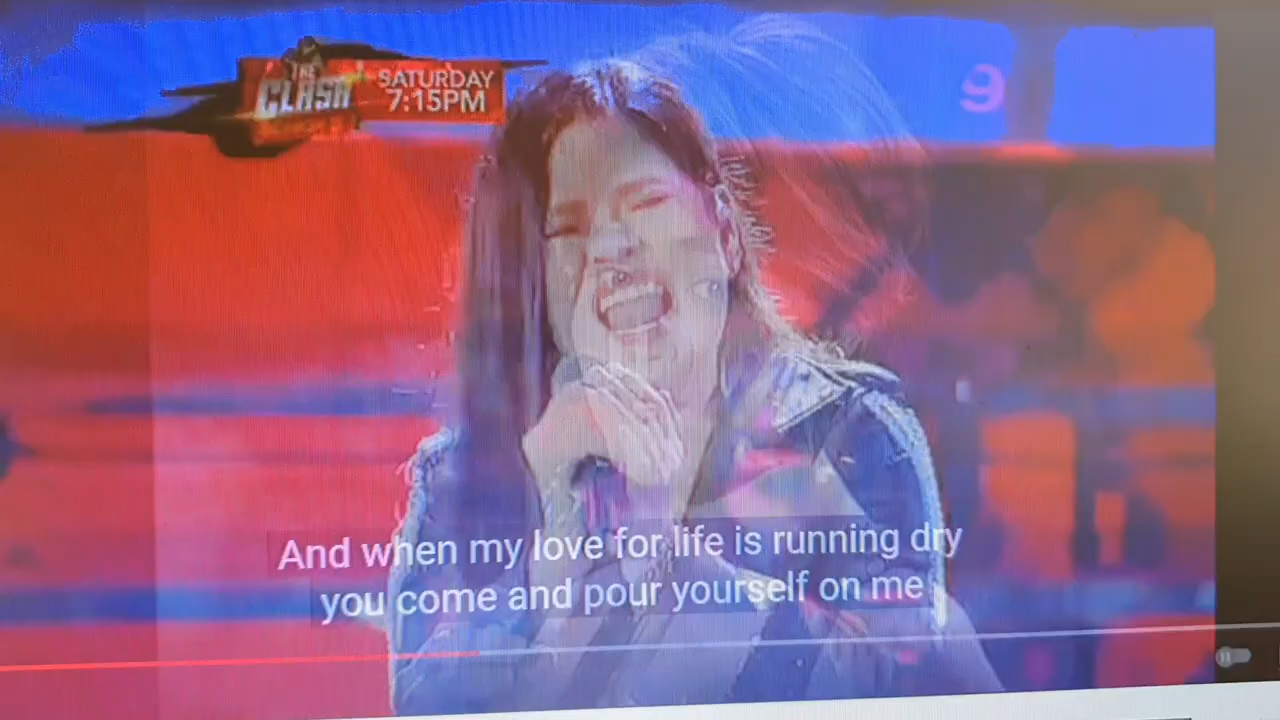 THE
CLASH
SATURDAY
7:15PM
9
And when my love for life is running dry
you come and pour yourself on me